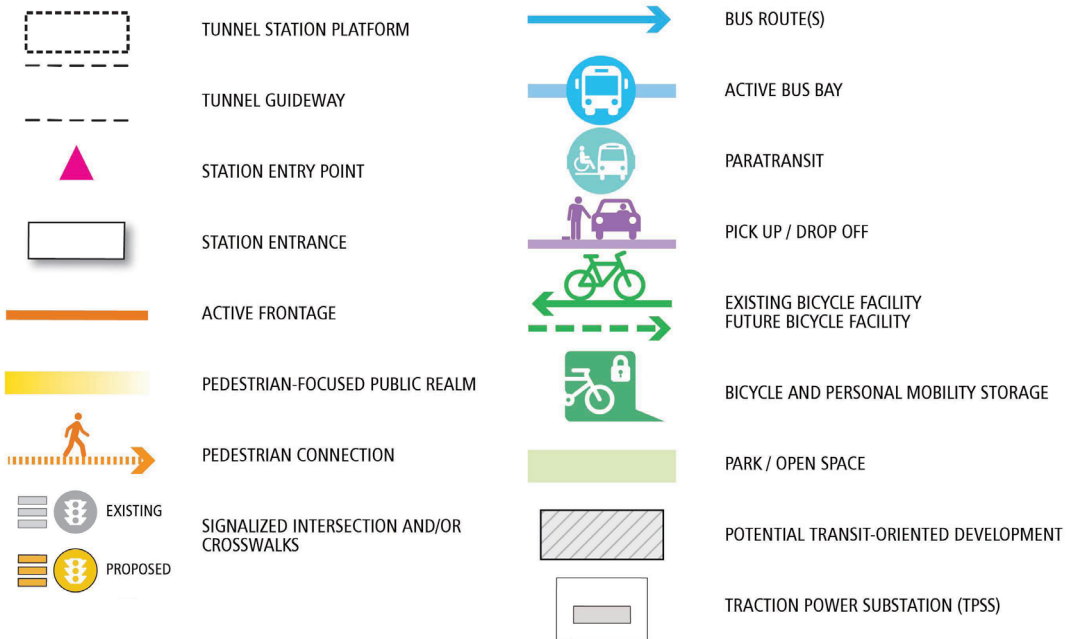 TUNNEL STATION PLATFORM
TUNNEL GUIDEWAY
STATION ENTRY POINT
STATION ENTRANCE
ACTIVE FRONTAGE
PEDESTRIAN-FOCUSED PUBLIC REALM
PEDESTRIAN CONNECTION
EXISTING
PROPOSED
SIGNALIZED INTERSECTION AND/OR
CROSSWALKS
BUS ROUTE(S)
ACTIVE BUS BAY
PARATRANSIT
PICK UP / DROP OFF
EXISTING BICYCLE FACILITY
FUTURE BICYCLE FACILITY
BICYCLE AND PERSONAL MOBILITY STORAGE
PARK / OPEN SPACE
POTENTIAL TRANSIT-ORIENTED DEVELOPMENT
TRACTION POWER SUBSTATION (TPSS)